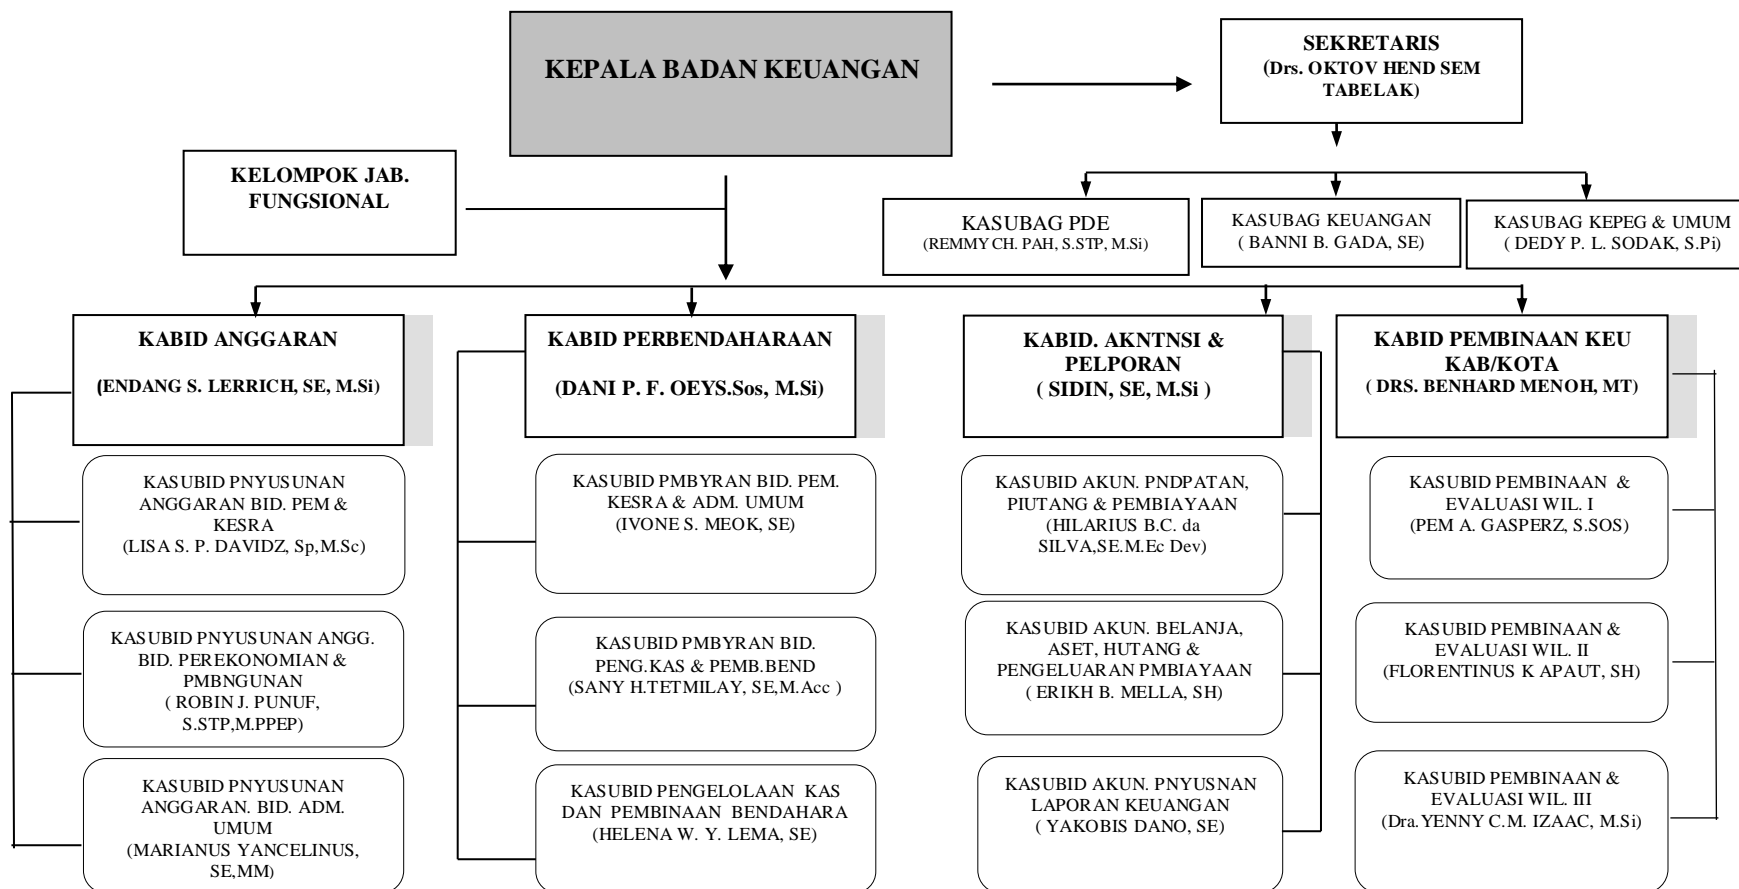 KEPALA BADAN KEUANGAN
SEKRETARIS
(Drs. OKTOV HEND SEM
TABELAK)
KELOMPOK JAB.
FUNGSIONAL
KASUBAG PDE
(REMMY CH. PAH, S.STP, M.Si)
KASUBAG KEUANGAN
( BANNI B. GADA, SE)
KASUBAG KEPEG & UMUM
( DEDY P. L. SODAK, S.Pi)
KABID ANGGARAN
(ENDANG S. LERRICH, SE, M.Si)
KABID PERBENDAHARAAN
(DANI P. F. OEYS.Sos, M.Si)
KABID. AKNTNSI &
PELPORAN
( SIDIN, SE, M.Si )
KABID PEMBINAAN KEU
KAB/KOTA
( DRS. BENHARD MENOH, MT)
KASUBID PNYUSUNAN
ANGGARAN BID. PEM &
KESRA
(LISA S. P. DAVIDZ, Sp,M.Sc)
KASUBID PMBYRAN BID. PEM.
KESRA & ADM. UMUM
(IVONE S. MEOK, SE)
KASUBID AKUN. PNDPATAN,
PIUTANG & PEMBIAYAAN
(HILARIUS B.C. da
SILVA,SE.M.Ec Dev)
KASUBID PEMBINAAN &
EVALUASI WIL. I
(PEM A. GASPERZ, S.SOS)
KASUBID PNYUSUNAN ANGG.
BID. PEREKONOMIAN &
PMBNGUNAN
( ROBIN J. PUNUF,
S.STP,M.PPEP)
KASUBID PMBYRAN BID.
PENG.KAS & PEMB.BEND
(SANY H.TETMILAY, SE,M.Acc )
KASUBID AKUN. BELANJA,
ASET, HUTANG &
PENGELUARAN PMBIAYAAN
( ERIKH B. MELLA, SH)
KASUBID PEMBINAAN &
EVALUASI WIL. II
(FLORENTINUS K APAUT, SH)
KASUBID PNYUSUNAN
ANGGARAN. BID. ADM.
UMUM
(MARIANUS YANCELINUS,
SE,MM)
KASUBID PENGELOLAAN KAS
DAN PEMBINAAN BENDAHARA
(HELENA W. Y. LEMA, SE)
KASUBID AKUN. PNYUSNAN
LAPORAN KEUANGAN
( YAKOBIS DANO, SE)
KASUBID PEMBINAAN &
EVALUASI WIL. III
(Dra.YENNY C.M. IZAAC, M.Si)